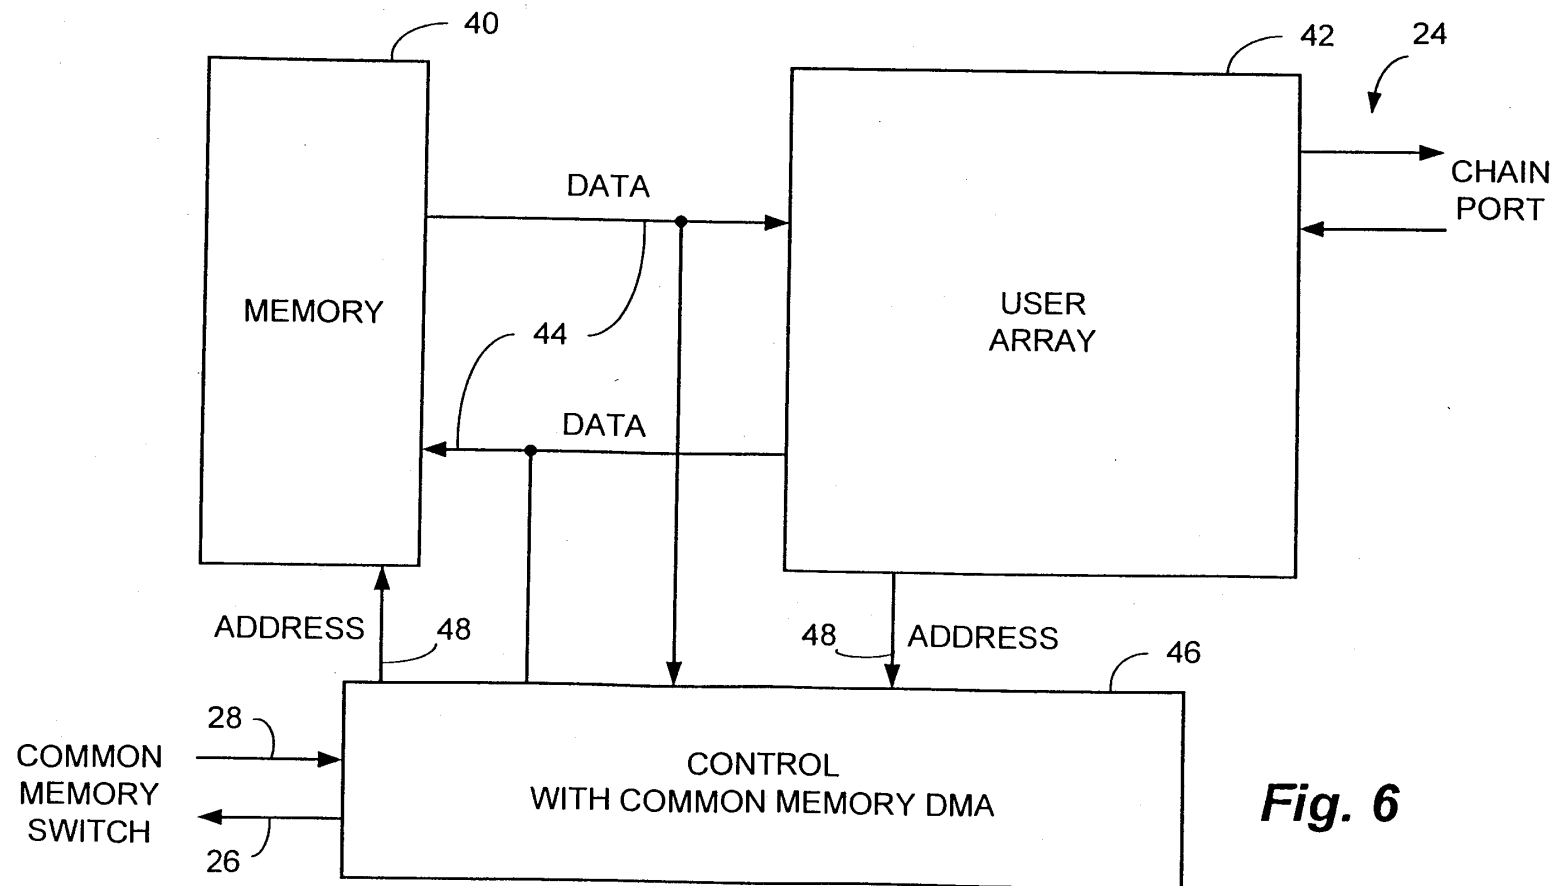 40
42
24
DATA
CHAIN
PORT
MEMORY
USER
ARRAY
44
DATA
ADDRESS
48
48
ADDRESS
46
28
COMMON
MEMORY
SWITCH
26
CONTROL
WITH COMMON MEMORY DMA
Fig. 6